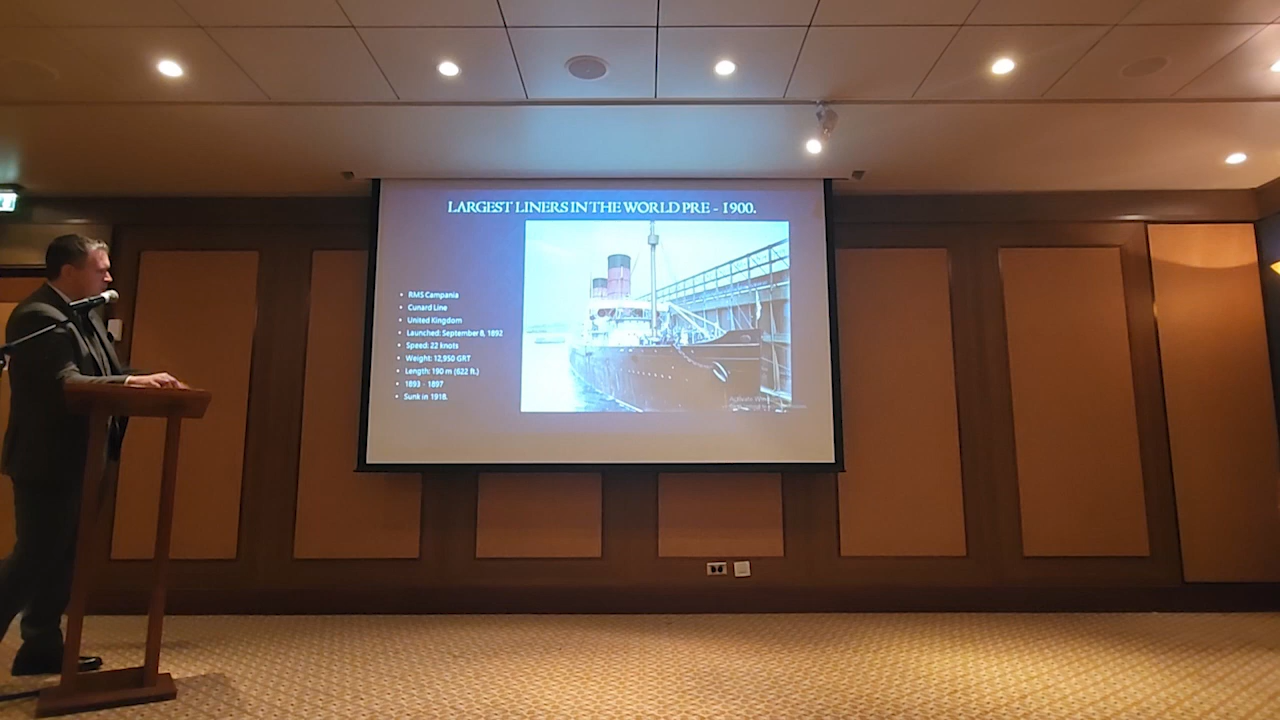 LARGEST LINERS IN THE WORLD PRE - 1900.
• RMS Campania
• Cunard Line
• United Kingdom
• Launched: September 8, 1892
• Speed: 22 knots
• Weight: 12,950 GRT
• Length: 190 m (622 ft.)
• 1893 - 1897
• Sunk in 1918.
Activate